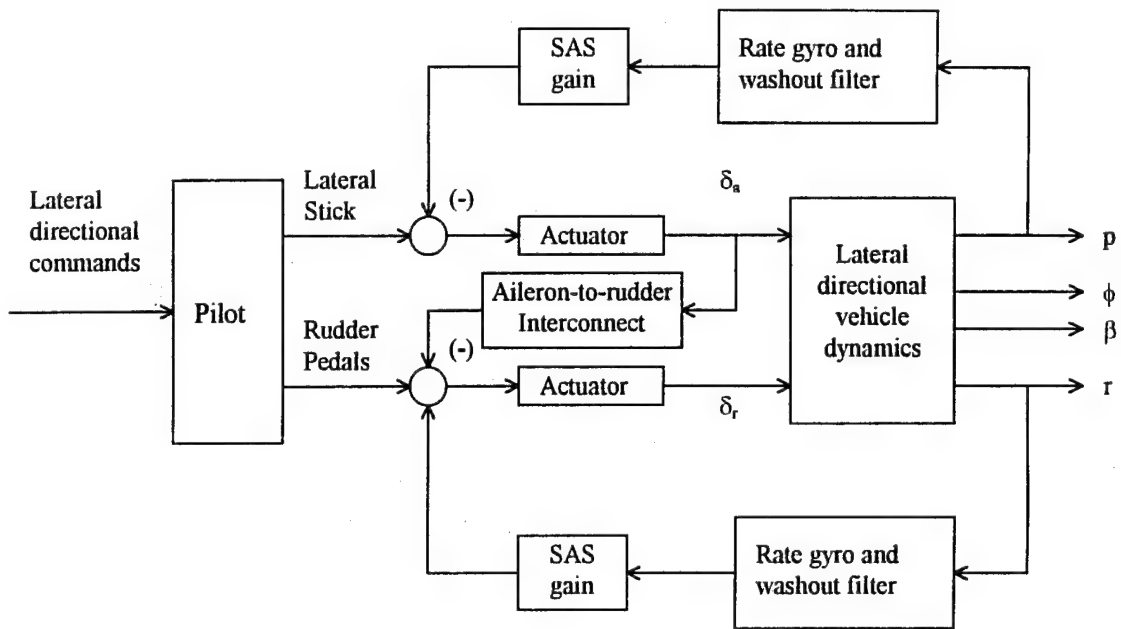 SAS
gain
Rate gyro and
washout filter
Lateral
directional
commands
Pilot
Lateral
Stick
(-)
Actuator
δa
Lateral
directional
vehicle
dynamics
p
ϕ
β
r
Aileron-to-rudder
Interconnect
Rudder
Pedals
(-)
Actuator
δr
SAS
gain
Rate gyro and
washout filter